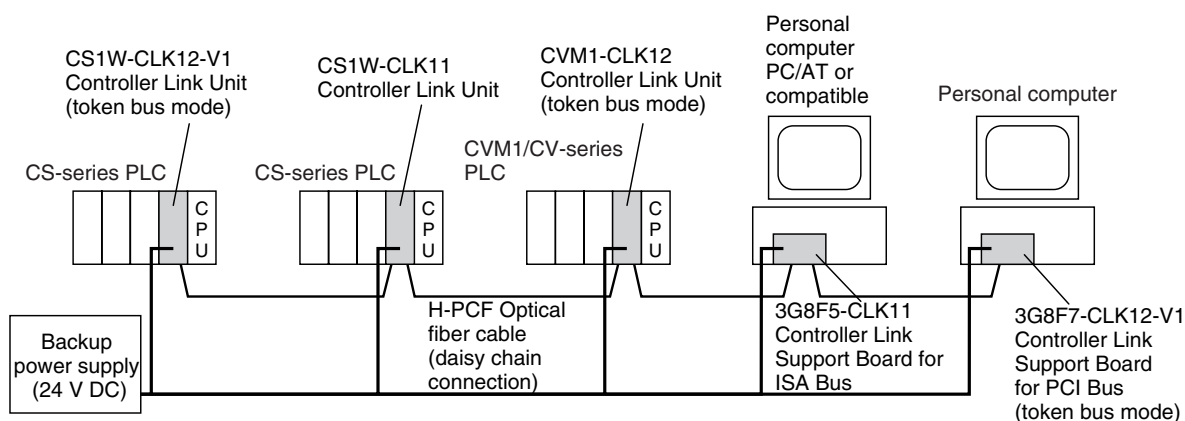 CS1W-CLK12-V1
Controller Link Unit
(token bus mode)
CS-series PLC
C
P
U
CS1W-CLK11
Controller Link Unit
CS-series PLC
C
P
U
CVM1-CLK12
Controller Link Unit
(token bus mode)
CVM1/CV-series
PLC
C
P
U
Personal
computer
PC/AT or
compatible
Personal computer
Backup
power supply
(24 V DC)
H-PCF Optical
fiber cable
(daisy chain
connection)
3G8F5-CLK11
Controller Link
Support Board for
ISA Bus
3G8F7-CLK12-V1
Controller Link
Support Board
for PCI Bus
(token bus mode)